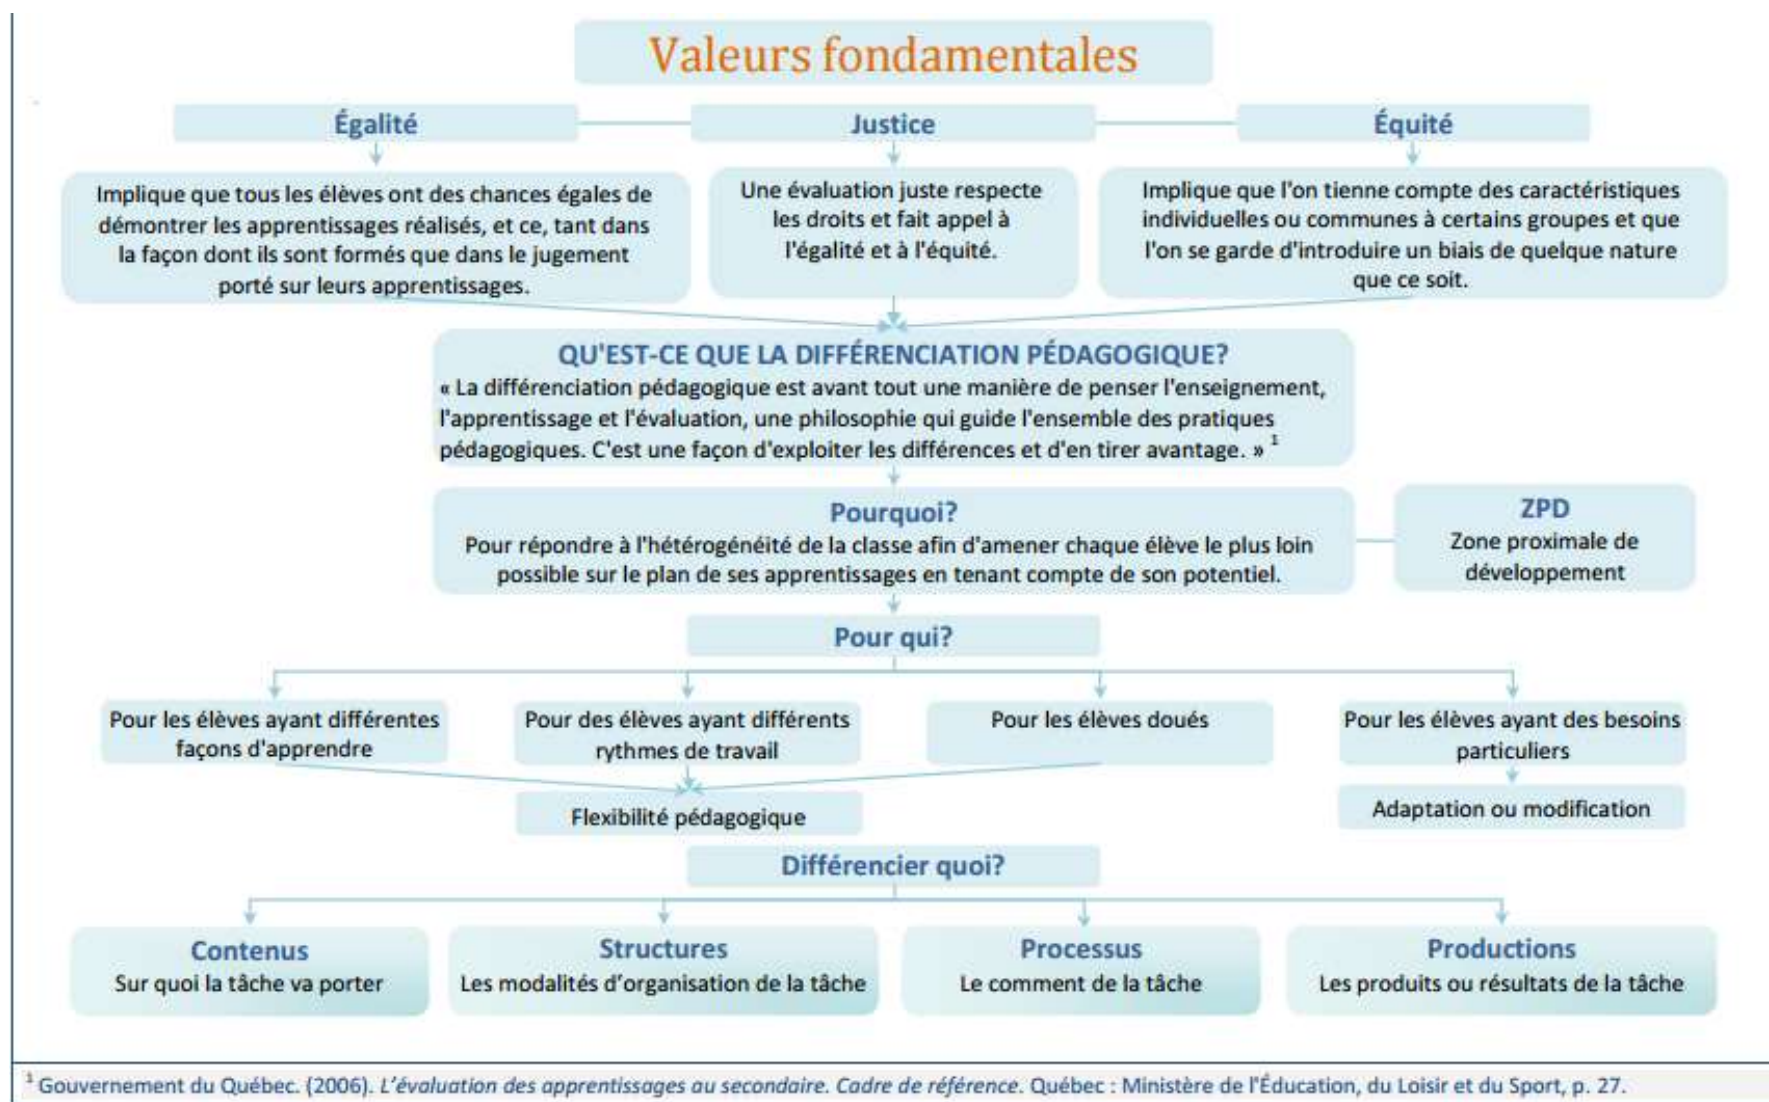 Valeurs fondamentales
Égalité
Justice
Équité
Implique que tous les élèves ont des chances égales de
démontrer les apprentissages réalisés, et ce, tant dans
la façon dont ils sont formés que dans le jugement
porté sur leurs apprentissages.
Une évaluation juste respecte
les droits et fait appel à
l'égalité et à l'équité.
Implique que l'on tienne compte des caractéristiques
individuelles ou communes à certains groupes et que
l'on se garde d'introduire un biais de quelque nature
que ce soit.
QU'EST-CE QUE LA DIFFÉRENCIATION PÉDAGOGIQUE?
« La différenciation pédagogique est avant tout une manière de penser l'enseignement,
l'apprentissage et l'évaluation, une philosophie qui guide l'ensemble des pratiques
pédagogiques. C'est une façon d'exploiter les différences et d'en tirer avantage. » 1
Pourquoi?
Pour répondre à l'hétérogénéité de la classe afin d'amener chaque élève le plus loin
possible sur le plan de ses apprentissages en tenant compte de son potentiel.
ZPD
Zone proximale de
développement
Pour qui?
Pour les élèves ayant différentes
façons d'apprendre
Pour des élèves ayant différents
rythmes de travail
Pour les élèves doués
Pour les élèves ayant des besoins
particuliers
Flexibilité pédagogique
Adaptation ou modification
Différencier quoi?
Contenus
Sur quoi la tâche va porter
Structures
Les modalités d'organisation de la tâche
Processus
Le comment de la tâche
Productions
Les produits ou résultats de la tâche
1 Gouvernement du Québec. (2006). L'évaluation des apprentissages au secondaire. Cadre de référence. Québec : Ministère de l'Éducation, du Loisir et du Sport, p. 27.